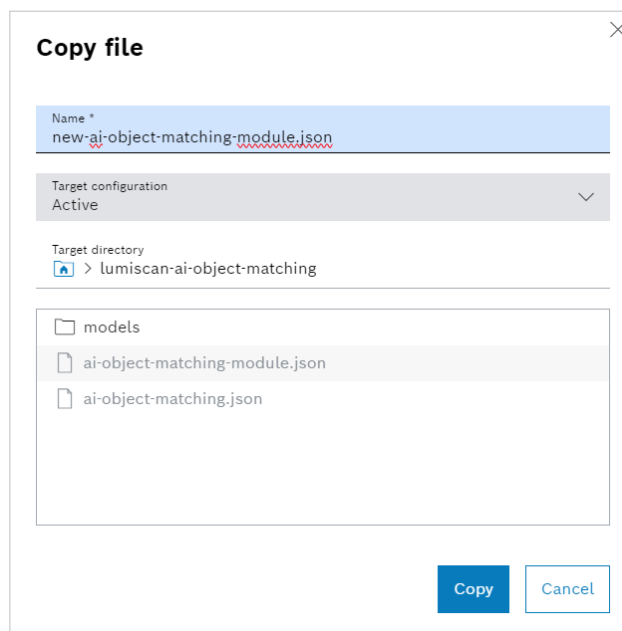 Copy file
Name *
new-ai-object-matching-module.json
Target configuration
Active
Target directory
> lumiscan-ai-object-matching
models
ai-object-matching-module.json
ai-object-matching.json
Copy
Cancel